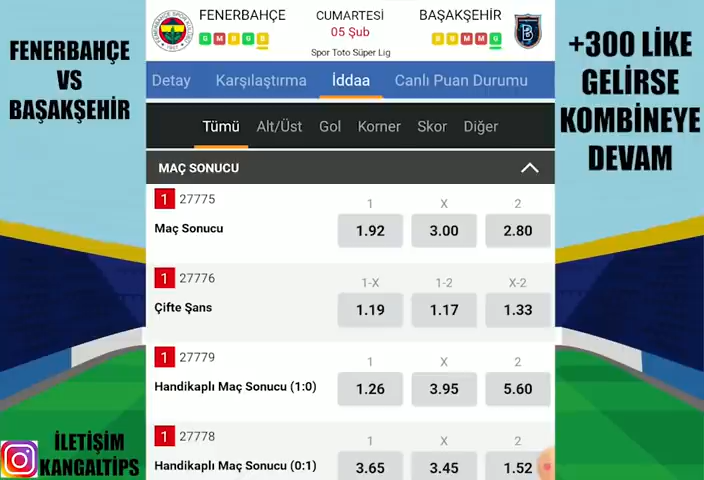 FENERBAHÇE
VS
BAŞAKŞEHİR
FENERBAHÇE
G M B G B
CUMARTESİ
05 Şub
Spor Toto Süper Lig
BAŞAKŞEHİR
B B M M G
+300 LİKE
GELİRSE
KOMBİNEYE
DEVAM
Detay Karşılaştırma İddaa Canlı Puan Durumu
Tümü Alt/Üst Gol Korner Skor Diğer
MAÇ SONUCU
1 27775
1 X 2
Maç Sonucu 1.92 3.00 2.80
1 27776
1-X 1-2 X-2
Çifte Şans 1.19 1.17 1.33
1 27779
1 X 2
Handikaplı Maç Sonucu (1:0) 1.26 3.95 5.60
1 27778
1 X 2
Handikaplı Maç Sonucu (0:1) 3.65 3.45 1.52
İLETİŞİM
KANGALTİPS